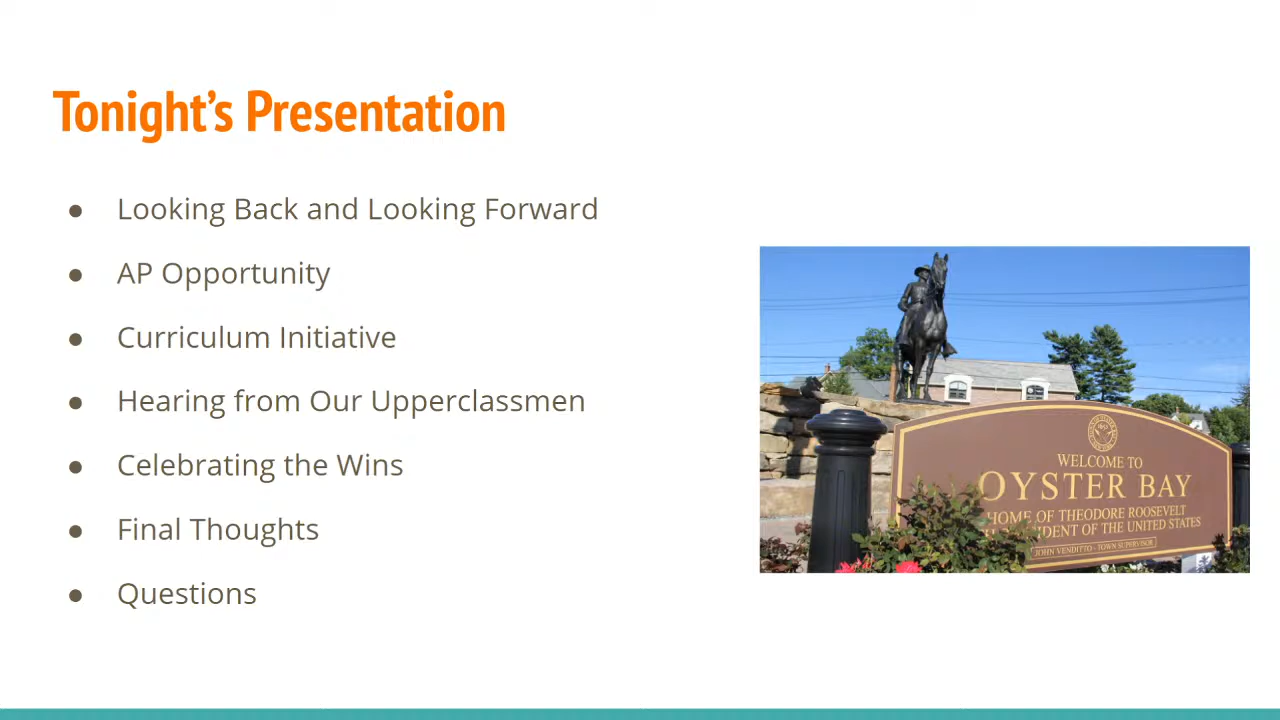 Tonight’s Presentation
● Looking Back and Looking Forward
● AP Opportunity
● Curriculum Initiative
● Hearing from Our Upperclassmen
● Celebrating the Wins
● Final Thoughts
● Questions
WELCOME TO
OYSTER BAY
HOME OF THEODORE ROOSEVELT
IDENT OF THE UNITED STATES
JOHN VENDITTO - TOWN SUPERVISOR